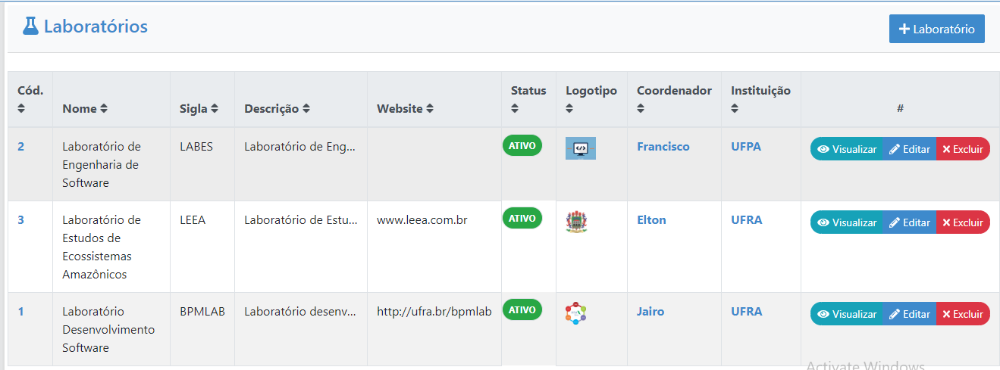 Laboratórios
+ Laboratório
Cód. Nome Sigla Descrição Website Status Logotipo Coordenador Instituição #
2 Laboratório de LABES Laboratório de Eng... ATIVO Francisco UFPA Visualizar Editar Excluir
Engenharia de
Software
3 Laboratório de LEEA Laboratório de Estu... www.leea.com.br ATIVO Elton UFRA Visualizar Editar Excluir
Estudos de
Ecossistemas
Amazônicos
1 Laboratório BPMLAB Laboratório desenv... http://ufra.br/bpmlab ATIVO Jairo UFRA Visualizar Editar Excluir
Desenvolvimento
Software
Activate Windows